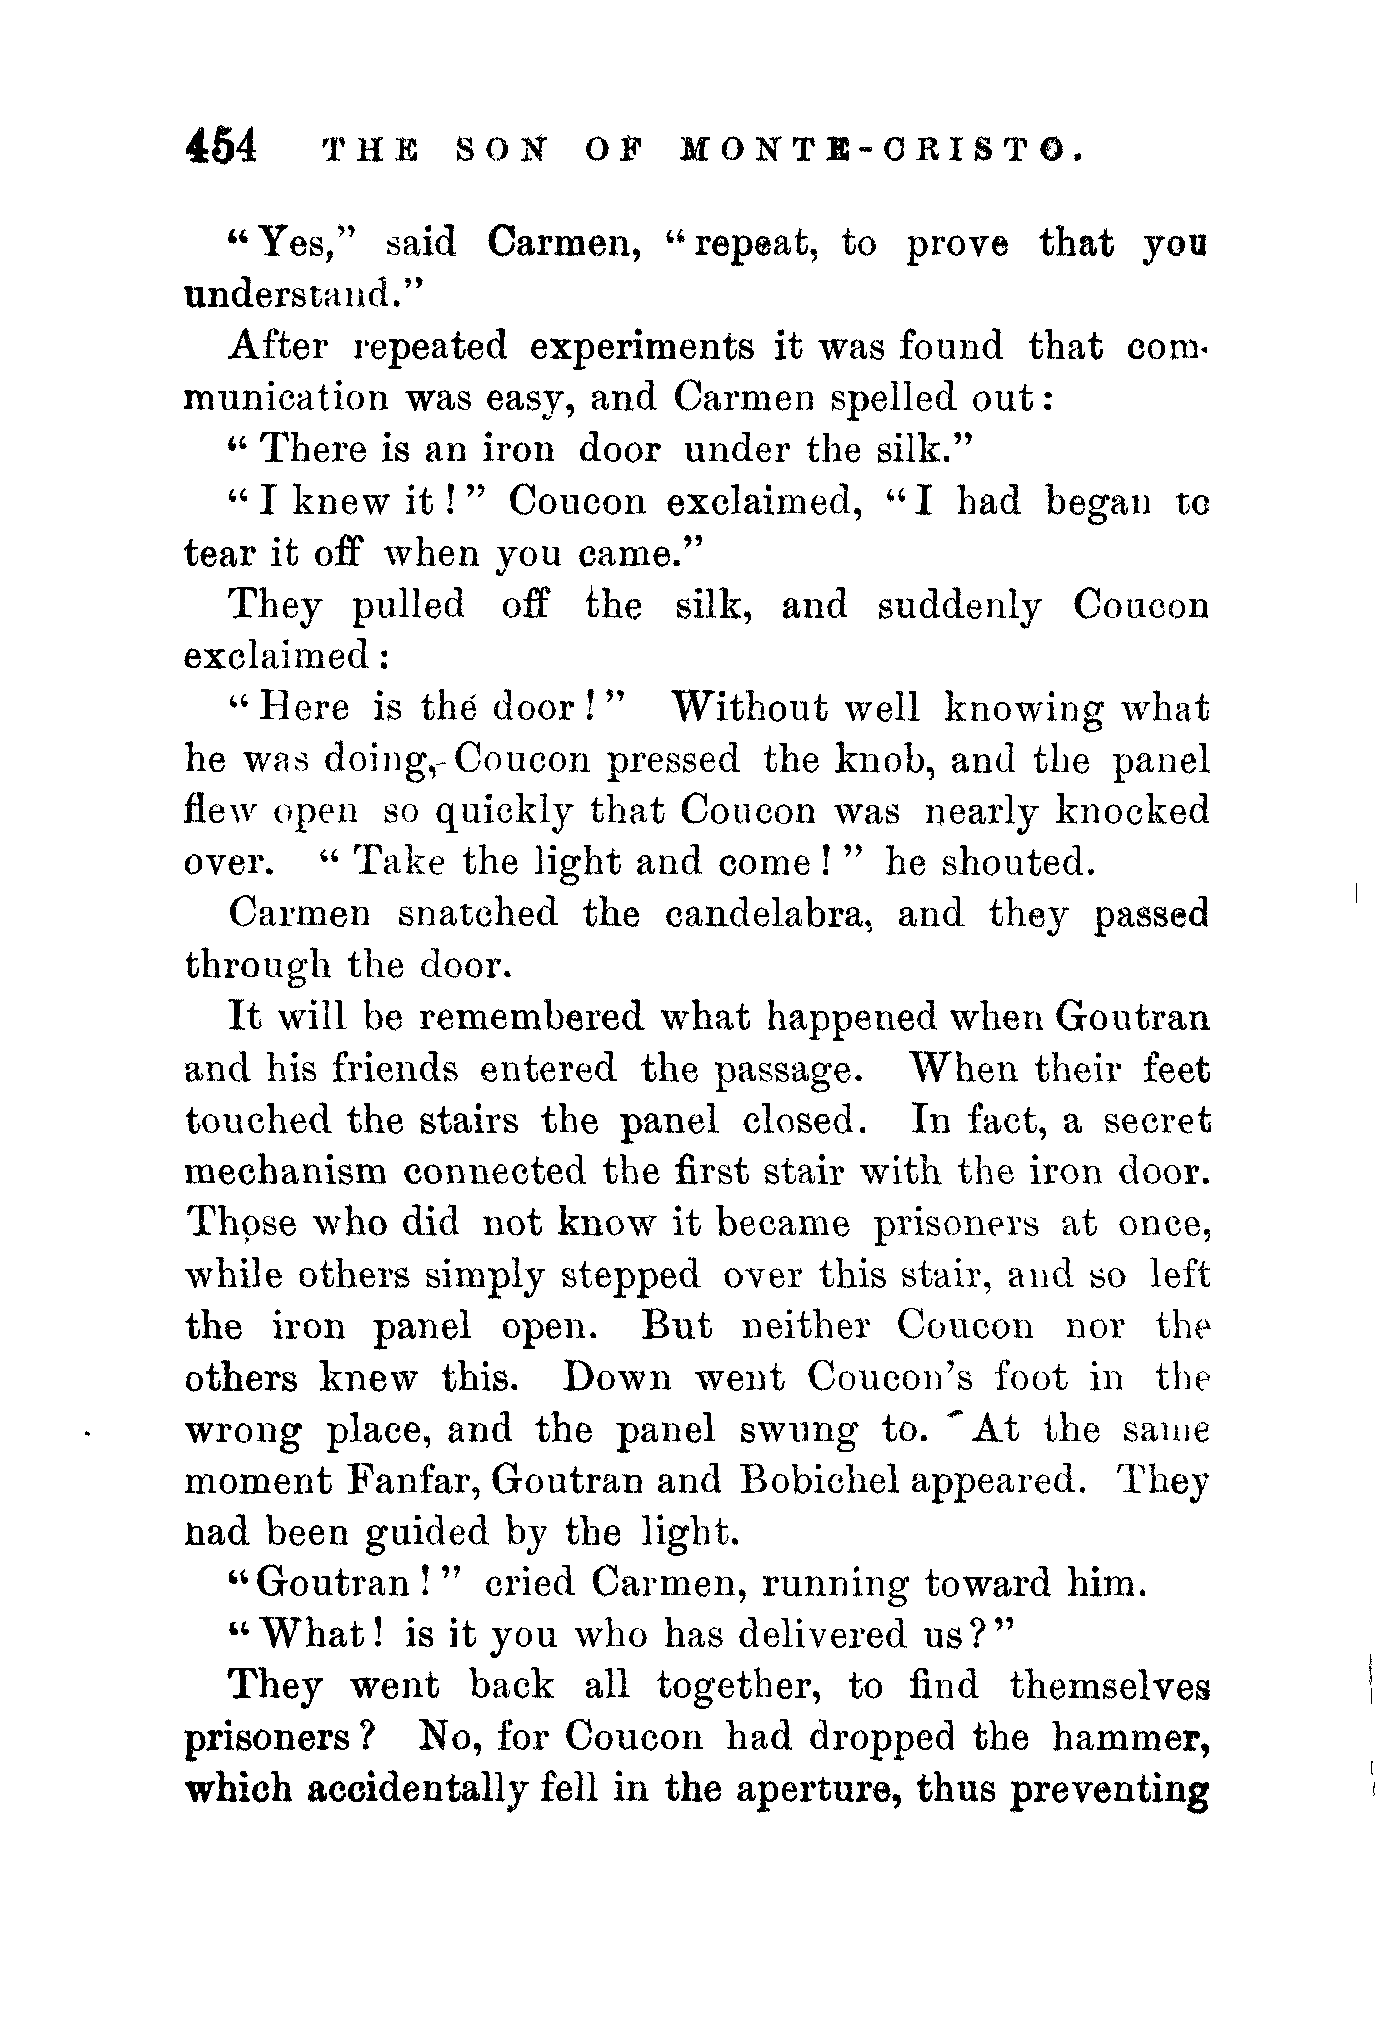 454 THE SON OF MONTE-CRISTO.
“Yes,” said Carmen, “repeat, to prove that you
understand.”
After repeated experiments it was found that com-
munication was easy, and Carmen spelled out:
“There is an iron door under the silk.”
“I knew it!” Coucon exclaimed, “I had began to
tear it off when you came.”
They pulled off the silk, and suddenly Coucon
exclaimed:
“Here is the door!” Without well knowing what
he was doing, Coucon pressed the knob, and the panel
flew open so quickly that Coucon was nearly knocked
over. “Take the light and come!” he shouted.
Carmen snatched the candelabra, and they passed
through the door.
It will be remembered what happened when Goutran
and his friends entered the passage. When their feet
touched the stairs the panel closed. In fact, a secret
mechanism connected the first stair with the iron door.
Those who did not know it became prisoners at once,
while others simply stepped over this stair, and so left
the iron panel open. But neither Coucon nor the
others knew this. Down went Coucon’s foot in the
wrong place, and the panel swung to. At the same
moment Fanfar, Goutran and Bobichel appeared. They
had been guided by the light.
“Goutran!” cried Carmen, running toward him.
“What! is it you who has delivered us?”
They went back all together, to find themselves
prisoners? No, for Coucon had dropped the hammer,
which accidentally fell in the aperture, thus preventing